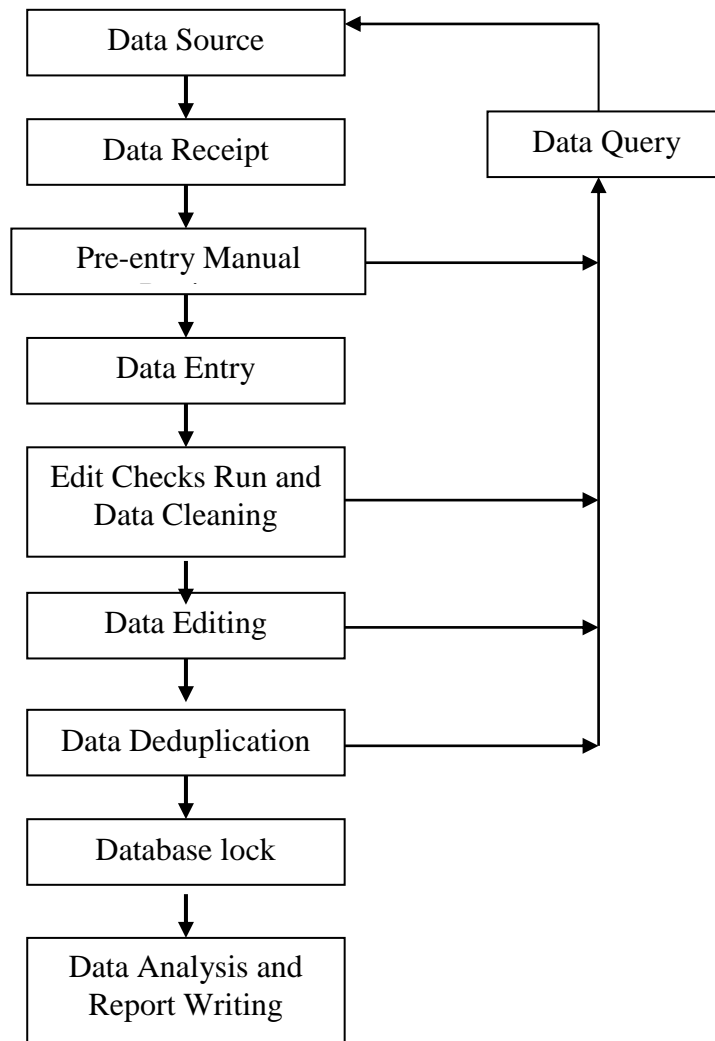 Data Source
Data Receipt
Data Query
Pre-entry Manual
Data Entry
Edit Checks Run and
Data Cleaning
Data Editing
Data Deduplication
Database lock
Data Analysis and
Report Writing